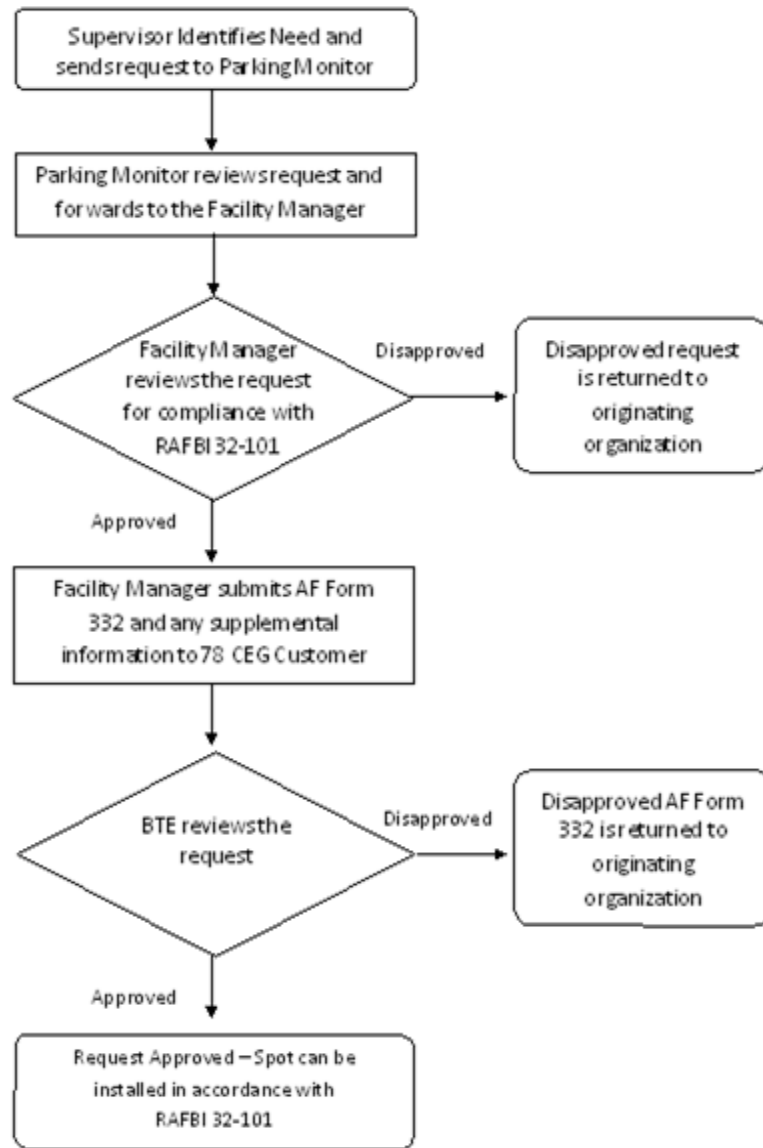 Supervisor Identifies Need and
sends request to Parking Monitor
Parking Monitor reviews request and
forwards to the Facility Manager
Facility Manager
reviews the request
for compliance with
RAFBI 32-101
Disapproved
Disapproved request
is returned to
originating
organization
Approved
Facility Manager submits AF Form
332 and any supplemental
information to 78 CEG Customer
BTE reviews the
request
Disapproved
Disapproved AF Form
332 is returned to
originating
organization
Approved
Request Approved – Spot can be
installed in accordance with
RAFBI 32-101